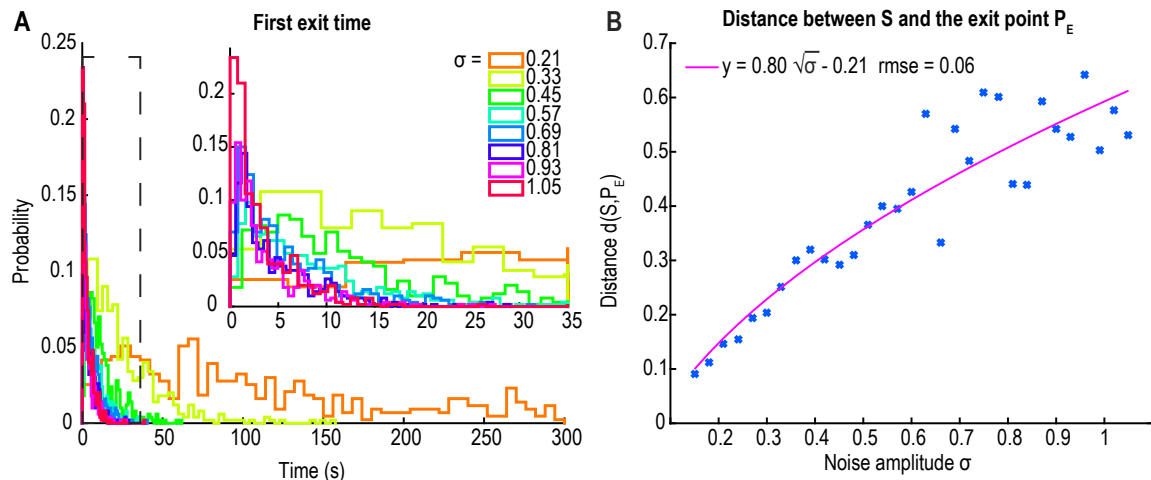 A
First exit time
0.25
0.2
0.15
0.1
0.05
0
Probability
0 50 100 150 200 250 300
Time (s)
0.2
0.15
0.1
0.05
0
0 5 10 15 22 25 30 35
σ =
0.21
0.33
0.45
0.57
0.69
0.81
0.93
1.05
B
Distance between S and the exit point P_E
0.7
0.6
0.5
0.4
0.3
0.2
0.1
0
Distance d(S,P_E)
y = 0.80 √σ - 0.21 rmse = 0.06
0.2 0.3 0.4 0.5 0.6 0.7 0.8 0.9 1
Noise amplitude σ